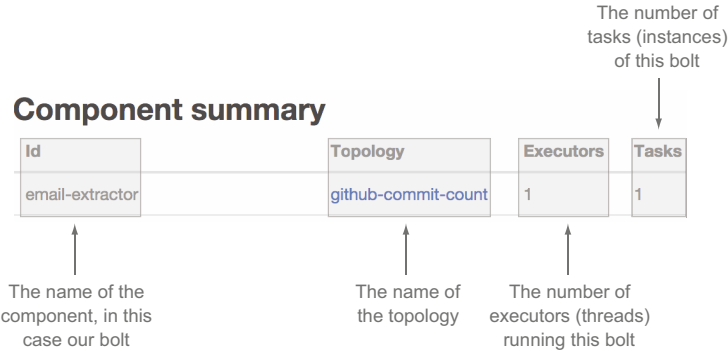 The number of
tasks (instances)
of this bolt
Component summary
Id Topology Executors Tasks
email-extractor github-commit-count 1 1
The name of the
component, in this
case our bolt
The name of
the topology
The number of
executors (threads)
running this bolt